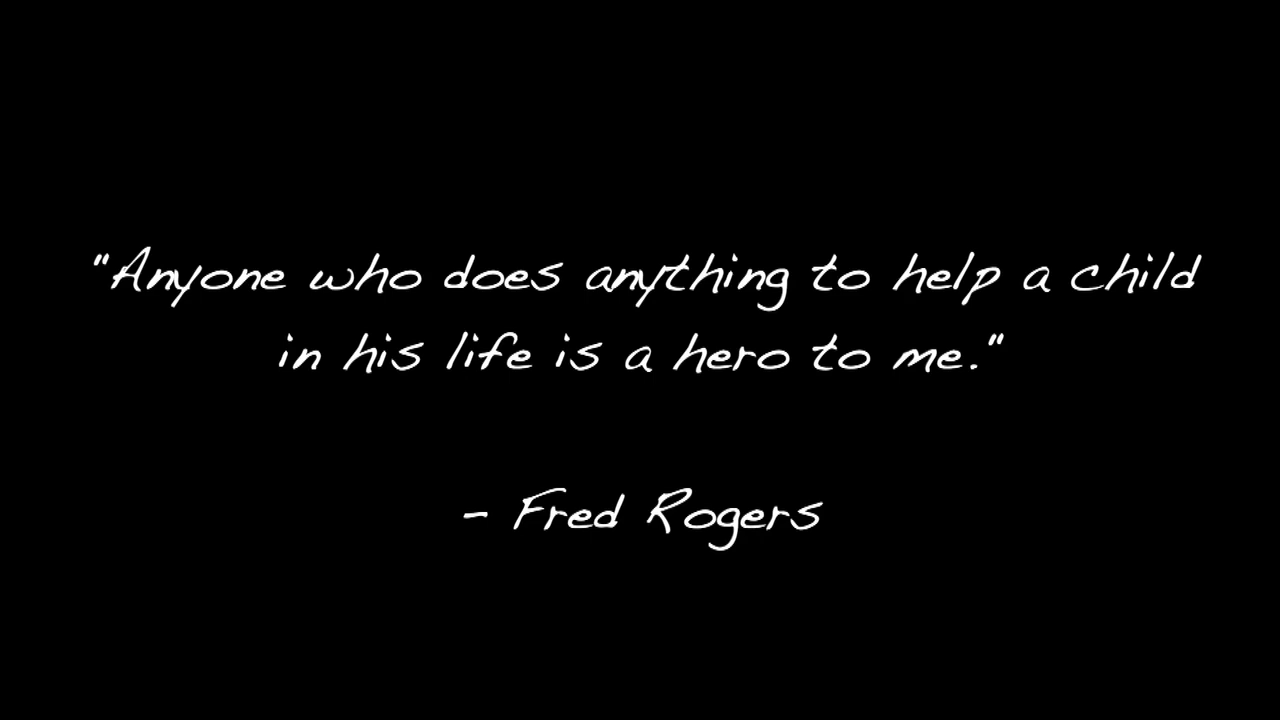 "Anyone who does anything to help a child
in his life is a hero to me."
- Fred Rogers